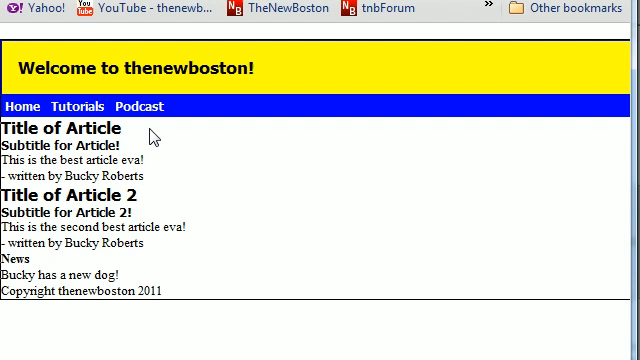 Yahoo! YouTube - thenewb... TheNewBoston tnbForum » Other bookmarks
Welcome to thenewboston!
Home Tutorials Podcast
Title of Article
Subtitle for Article!
This is the best article eva!
- written by Bucky Roberts
Title of Article 2
Subtitle for Article 2!
This is the second best article eva!
- written by Bucky Roberts
News
Bucky has a new dog!
Copyright thenewboston 2011